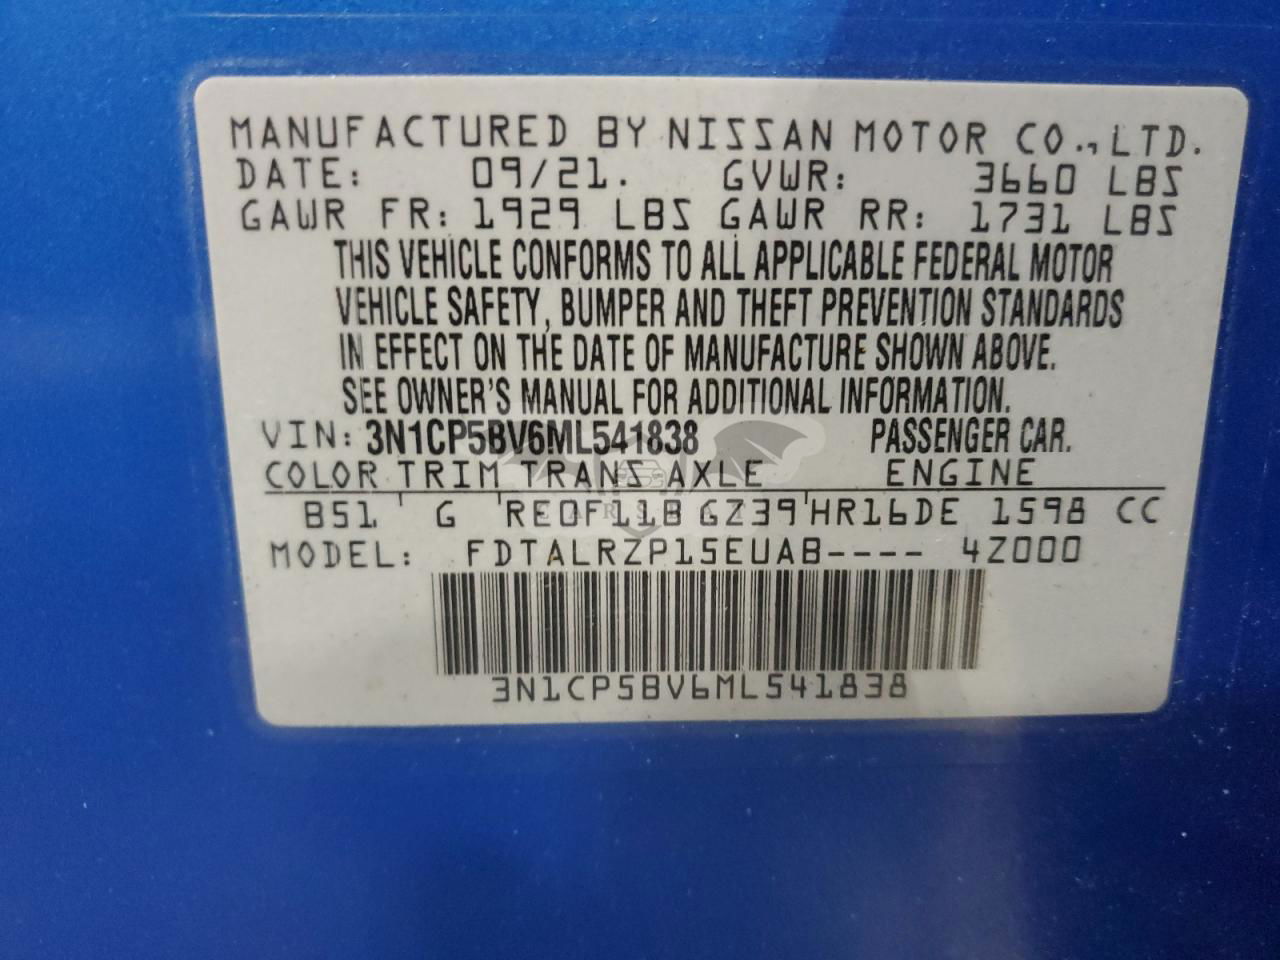 MANUFACTURED BY NISSAN MOTOR CO., LTD.
DATE: 09/21. GVWR: 3660 LBS
GAWR FR: 1929 LBS GAWR RR: 1731 LBS
THIS VEHICLE CONFORMS TO ALL APPLICABLE FEDERAL MOTOR
VEHICLE SAFETY, BUMPER AND THEFT PREVENTION STANDARDS
IN EFFECT ON THE DATE OF MANUFACTURE SHOWN ABOVE.
SEE OWNER'S MANUAL FOR ADDITIONAL INFORMATION.
VIN: 3N1CP5BV6ML541838 PASSENGER CAR.
COLOR TRIM TRANS AXLE ENGINE
B51 G RE0F11B GZ39 HR16DE 1598 CC
CARSBAT
MODEL: FDTALRZP15EUAB---- 4Z000
3N1CP5BV6ML541838